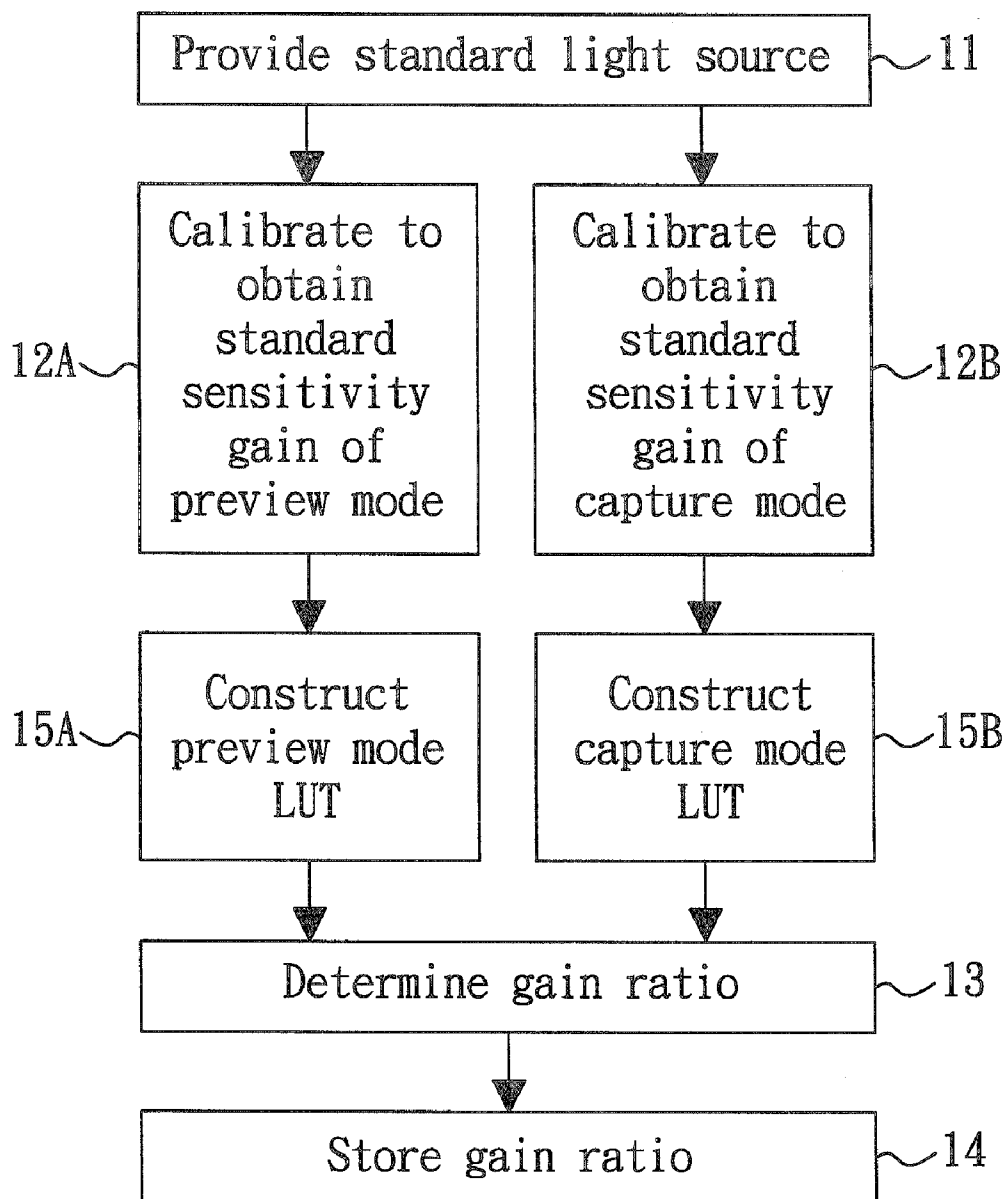 Provide standard light source
11
Calibrate to
obtain
standard
sensitivity
gain of
preview mode
12A
Calibrate to
obtain
standard
sensitivity
gain of
capture mode
12B
Construct
preview mode
LUT
15A
Construct
capture mode
LUT
15B
Determine gain ratio
13
Store gain ratio
14